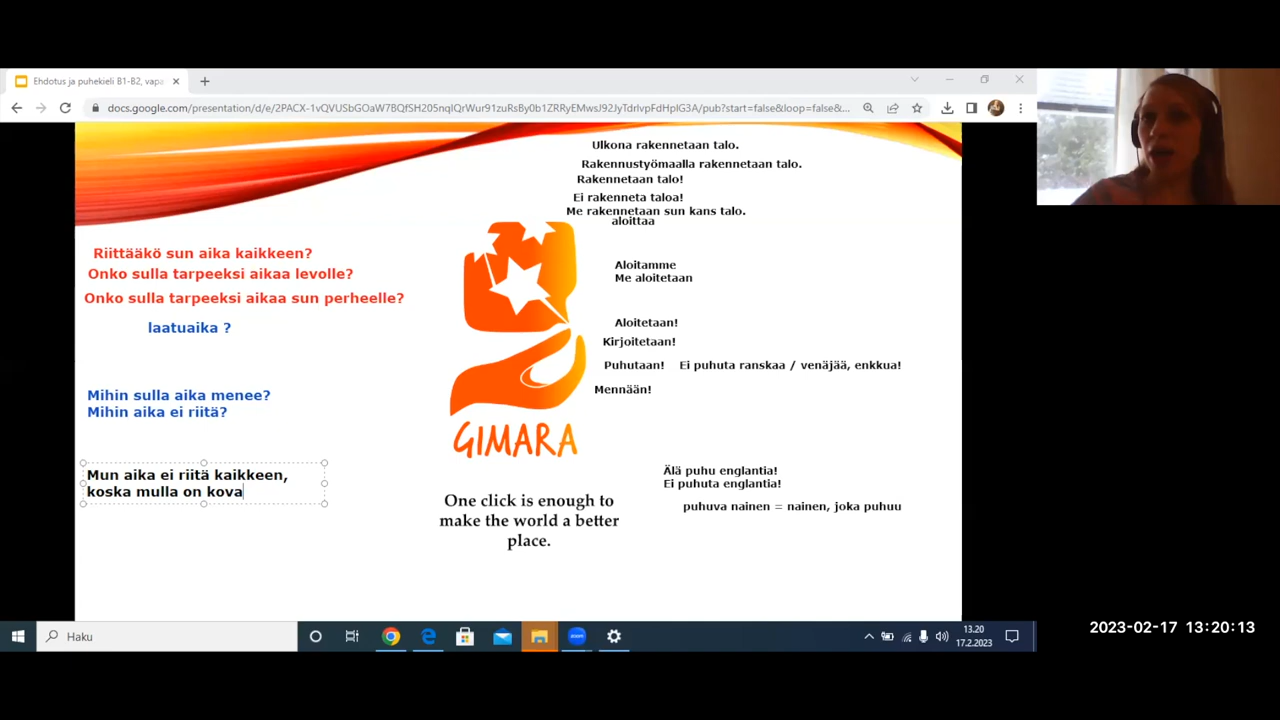 Ehdotus ja puhekieli B1-B2, vapa
docs.google.com/presentation/d/e/2PACX-1vQVUSbGOaW7BQfSH205nqIQrWur91zuRsBy0b1ZRRyEMwsJ92JyTdrIvpFdHpIG3A/pub?start=false&loop=false&...
Ulkona rakennetaan talo.
Rakennustyömaalla rakennetaan talo.
Rakennetaan talo!
Ei rakenneta taloa!
Me rakennetaan sun kans talo.
aloittaa
Riittääkö sun aika kaikkeen?
Onko sulla tarpeeksi aikaa levolle?
Onko sulla tarpeeksi aikaa sun perheelle?
laatuaika ?
Aloitamme
Me aloitetaan
Aloitetaan!
Kirjoitetaan!
Puhutaan! Ei puhuta ranskaa / venäjää, enkkua!
Mennään!
Mihin sulla aika menee?
Mihin aika ei riitä?
GIMARA
Mun aika ei riitä kaikkeen,
koska mulla on kova
Älä puhu englantia!
Ei puhuta englantia!
puhuva nainen = nainen, joka puhuu
One click is enough to
make the world a better
place.
Haku
zoom
13.20
17.2.2023
2023-02-17 13:20:13